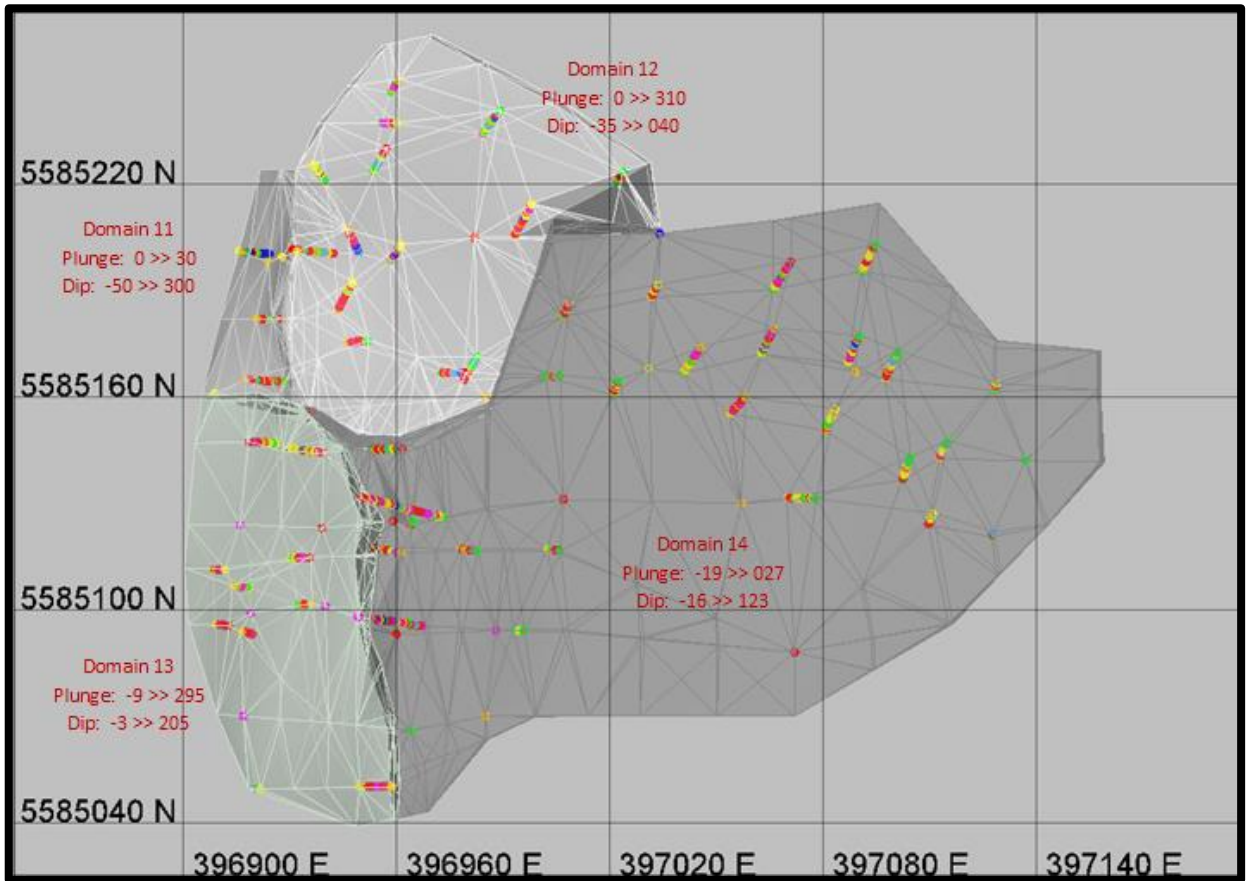 Domain 12
Plunge: 0 >> 310
Dip: -35 >> 040
5585220 N
Domain 11
Plunge: 0 >> 30
Dip: -50 >> 300
5585160 N
Domain 14
Plunge: -19 >> 027
Dip: -16 >> 123
5585100 N
Domain 13
Plunge: -9 >> 295
Dip: -3 >> 205
5585040 N
396900 E 396960 E 397020 E 397080 E 397140 E